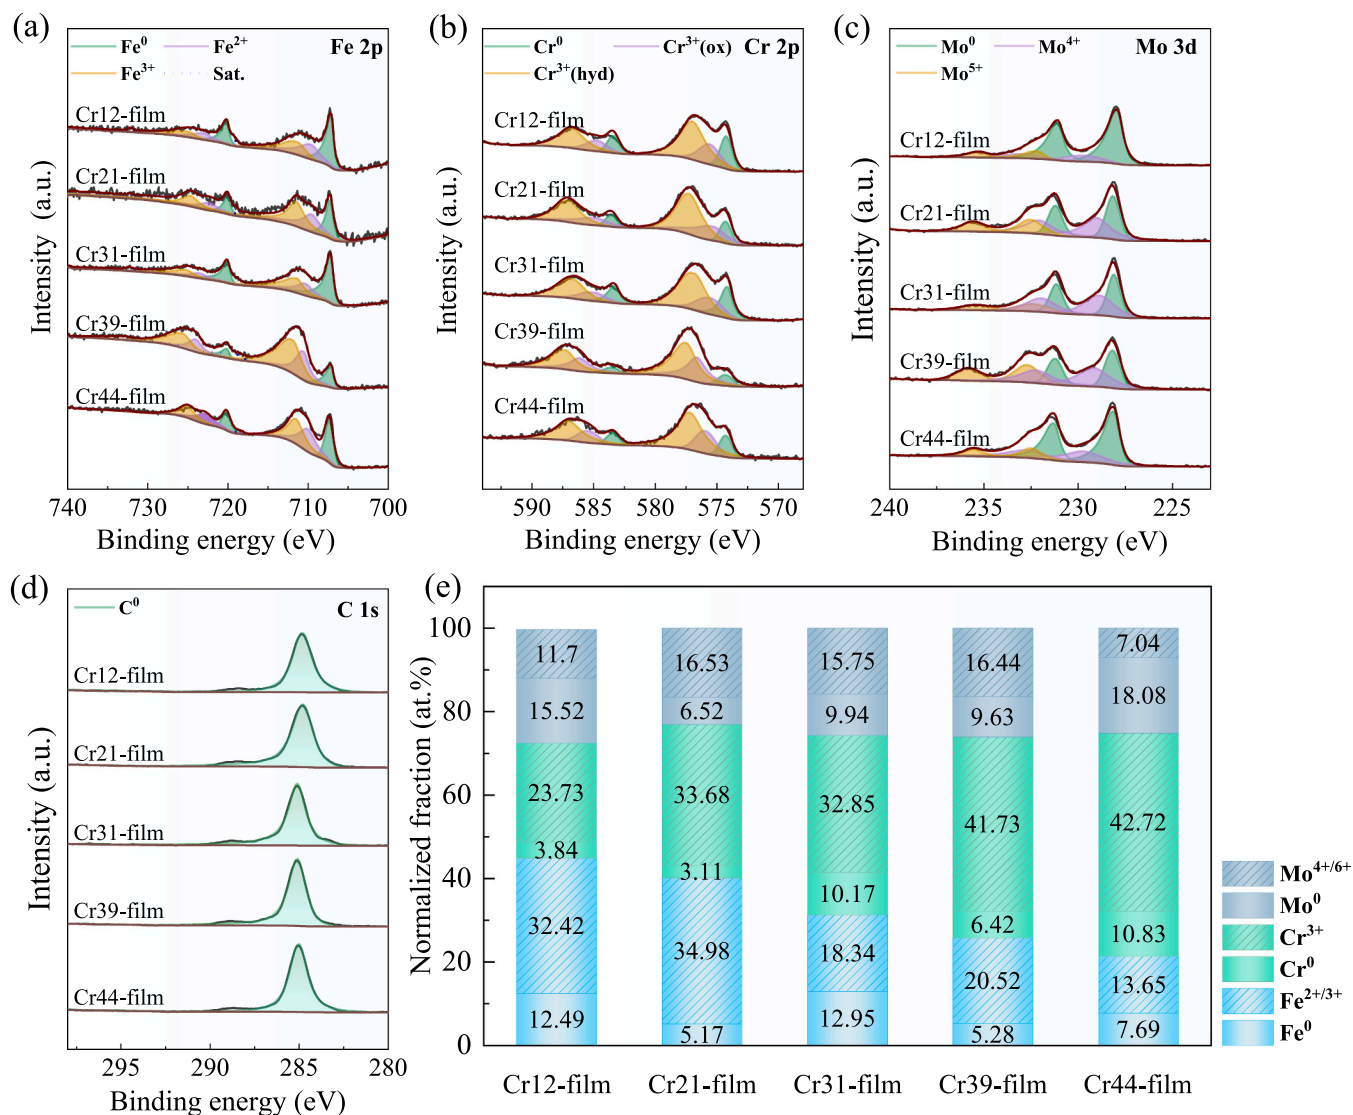 (a)
Fe⁰
Fe²⁺
Fe 2p
Fe³⁺
Sat.
Cr12-film
Cr21-film
Cr31-film
Cr39-film
Cr44-film
Intensity (a.u.)
740
730
720
710
700
Binding energy (eV)
(b)
Cr⁰
Cr³⁺(ox)
Cr 2p
Cr³⁺(hyd)
Cr12-film
Cr21-film
Cr31-film
Cr39-film
Cr44-film
Intensity (a.u.)
590
585
580
575
570
Binding energy (eV)
(c)
Mo⁰
Mo⁴⁺
Mo 3d
Mo⁵⁺
Cr12-film
Cr21-film
Cr31-film
Cr39-film
Cr44-film
Intensity (a.u.)
240
235
230
225
Binding energy (eV)
(d)
C⁰
C 1s
Cr12-film
Cr21-film
Cr31-film
Cr39-film
Cr44-film
Intensity (a.u.)
295
290
285
280
Binding energy (eV)
(e)
Normalized fraction (at.%)
100
80
60
40
20
0
11.7
15.52
23.73
3.84
32.42
12.49
16.53
6.52
33.68
3.11
34.98
5.17
15.75
9.94
32.85
10.17
18.34
12.95
16.44
9.63
41.73
6.42
20.52
5.28
7.04
18.08
42.72
10.83
13.65
7.69
Cr12-film
Cr21-film
Cr31-film
Cr39-film
Cr44-film
Mo⁴⁺/⁶⁺
Mo⁰
Cr³⁺
Cr⁰
Fe²⁺/³⁺
Fe⁰